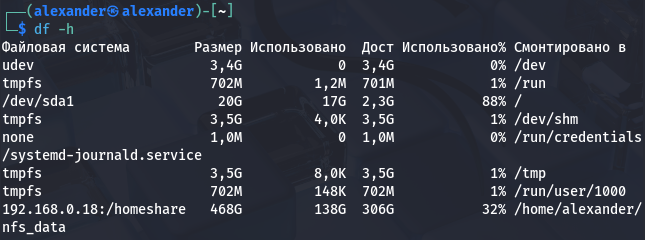 ┌──(alexander㉿alexander)-[~]
└─$ df -h
Файловая система        Размер Использовано  Дост Использовано% Смонтировано в
udev                      3,4G            0  3,4G            0% /dev
tmpfs                     702M         1,2M  701M            1% /run
/dev/sda1                  20G          17G  2,3G           88% /
tmpfs                     3,5G         4,0K  3,5G            1% /dev/shm
none                      1,0M            0  1,0M            0% /run/credentials
/systemd-journald.service
tmpfs                     3,5G         8,0K  3,5G            1% /tmp
tmpfs                     702M         148K  702M            1% /run/user/1000
192.168.0.18:/homeshare   468G         138G  306G           32% /home/alexander/
nfs_data